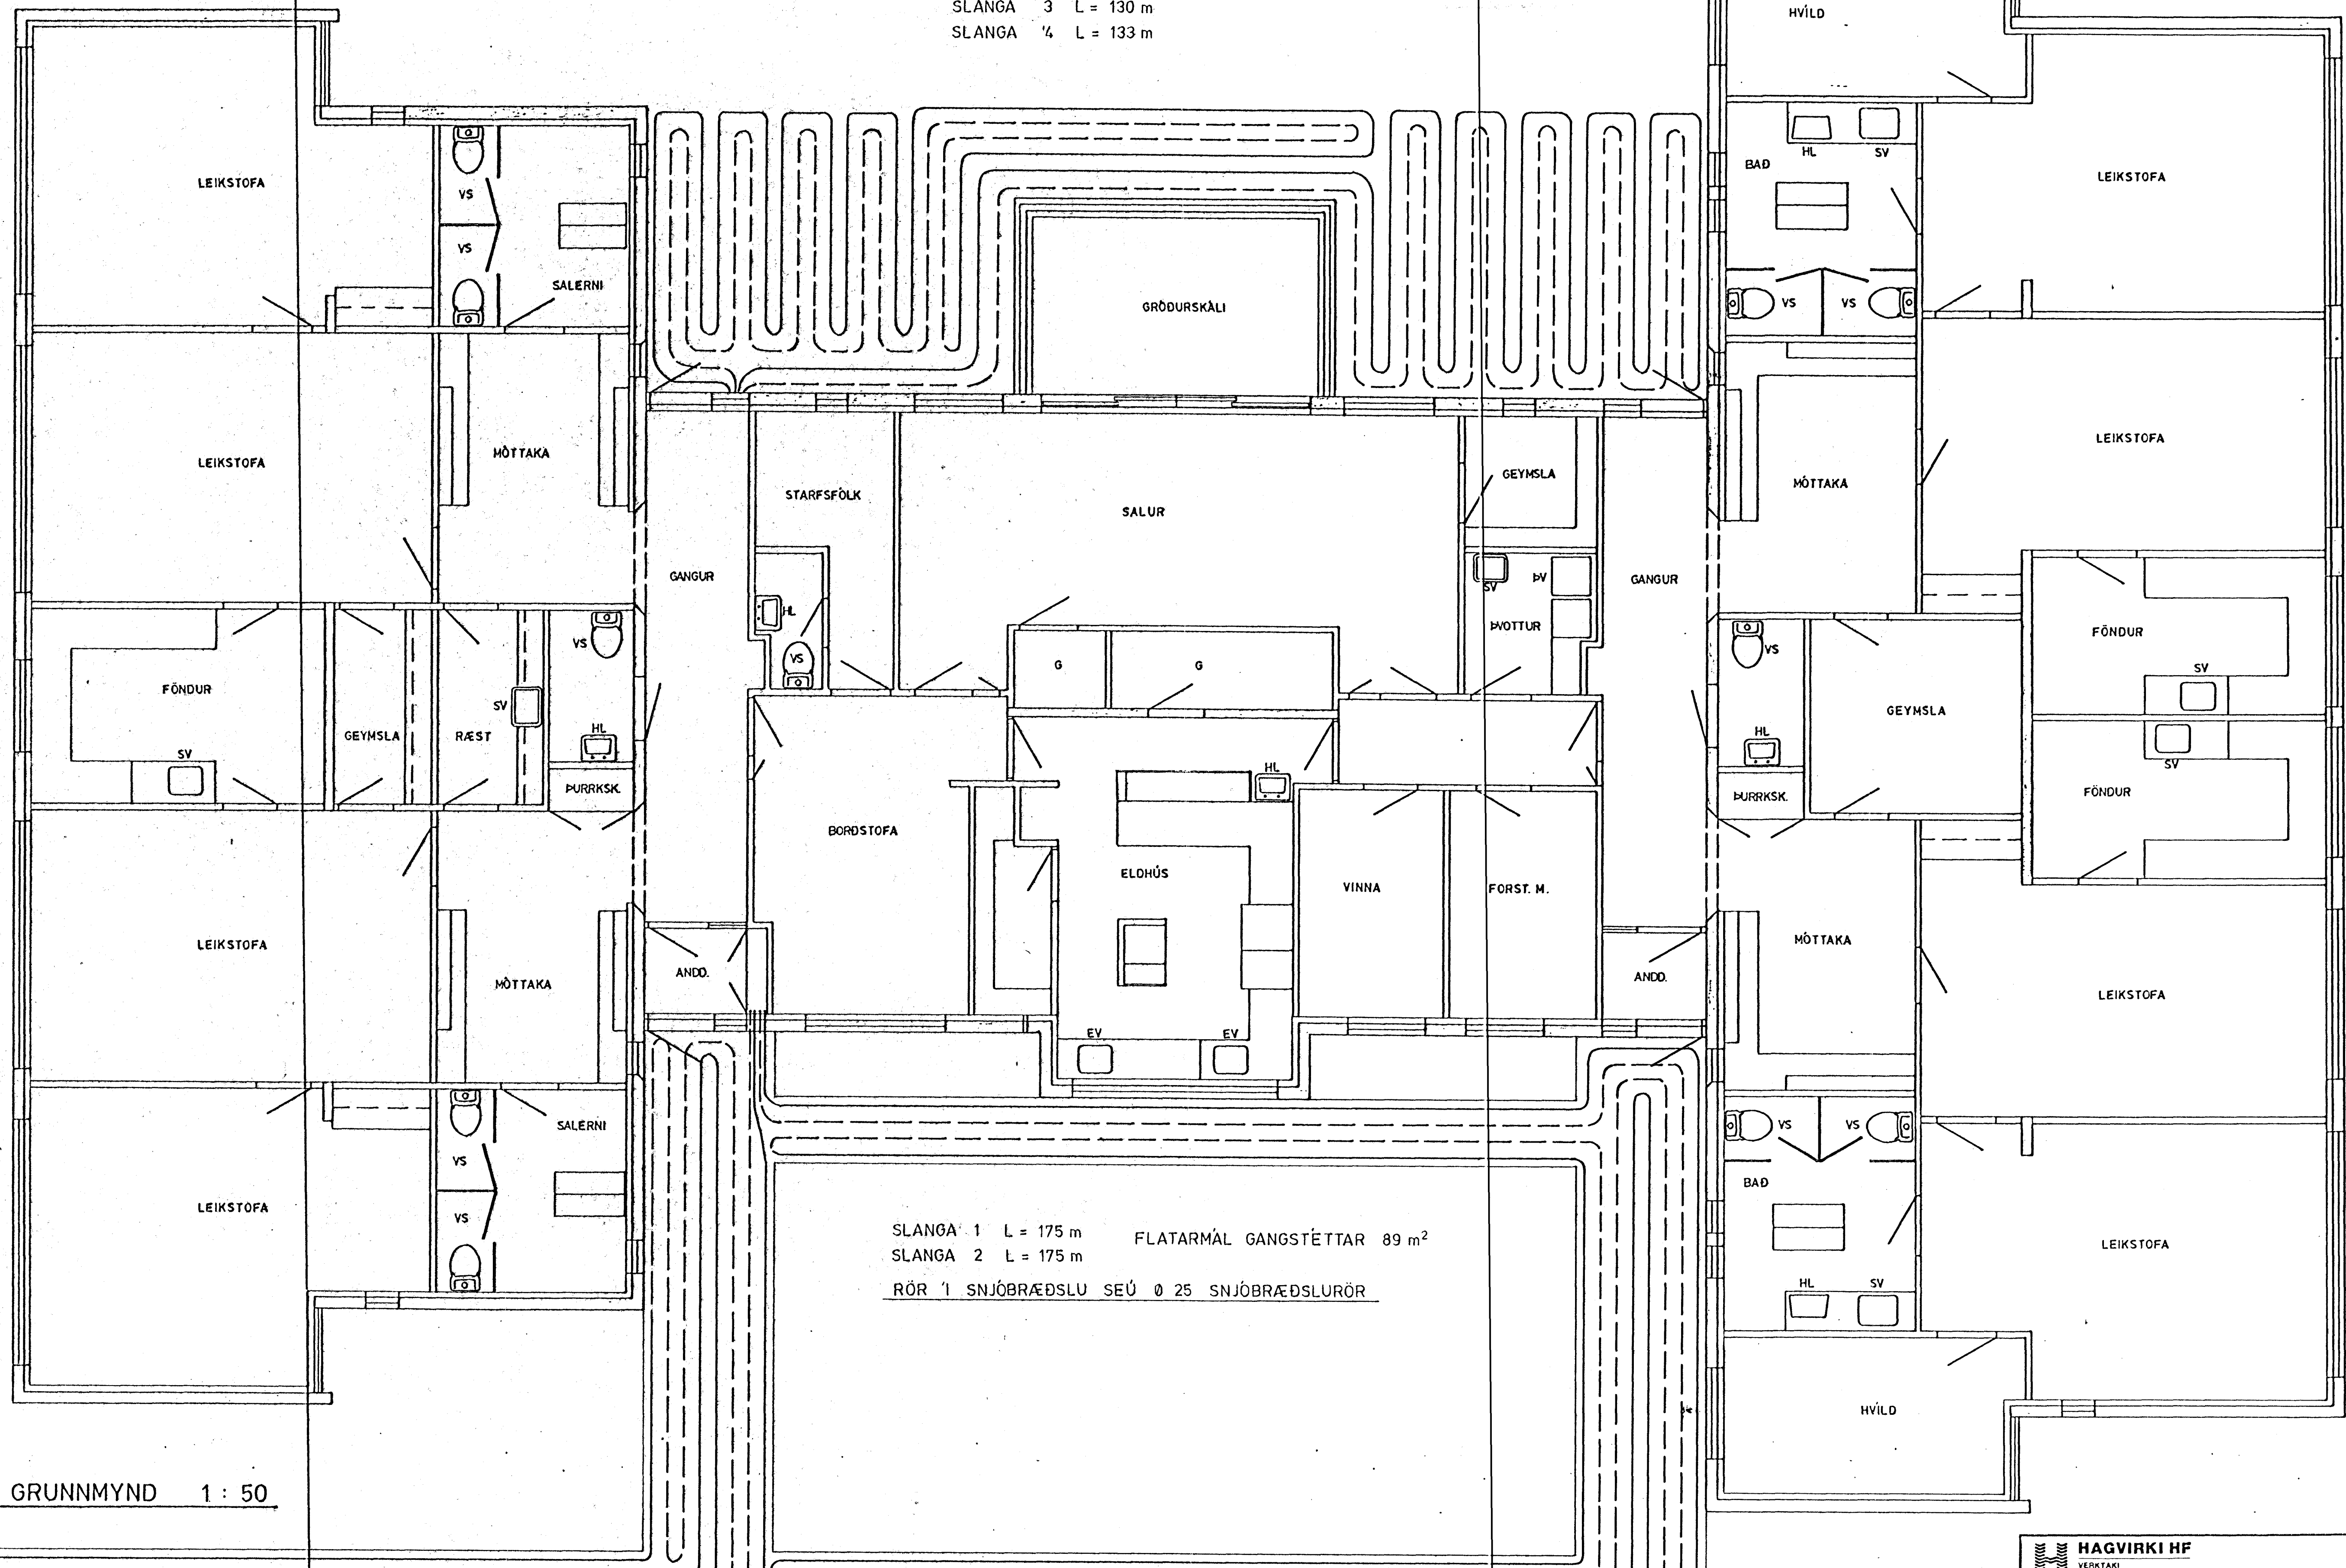 SLANGA 3 L = 130 m
SLANGA 4 L = 133 m
HVÍLD
LEIKSTOFA
VS
VS
SALERNI
GRÓÐURSKÁLI
BAÐ
HL
SV
VS
VS
LEIKSTOFA
LEIKSTOFA
MÓTTAKA
GANGUR
STARFSFÓLK
HL
VS
SALUR
GEYMSLA
SV
ÞV
ÞVOTTUR
GANGUR
MÓTTAKA
LEIKSTOFA
FÖNDUR
SV
GEYMSLA
RÆST
SV
VS
HL
ÞURRKSK.
G
G
VS
HL
ÞURRKSK.
GEYMSLA
FÖNDUR
SV
SV
FÖNDUR
LEIKSTOFA
MÓTTAKA
ANDD.
BORÐSTOFA
ELDHÚS
HL
EV
EV
VINNA
FORST. M.
ANDD.
MÓTTAKA
LEIKSTOFA
LEIKSTOFA
VS
VS
SALERNI
VS
VS
BAÐ
HL
SV
LEIKSTOFA
HVÍLD
SLANGA 1 L = 175 m FLATARMÁL GANGSTÉTTAR 89 m²
SLANGA 2 L = 175 m
RÖR Í SNJÓBRÆÐSLU SEÚ Ø 25 SNJÓBRÆÐSLURÖR
GRUNNMYND 1 : 50
HAGVIRKI HF
VERKTAKI